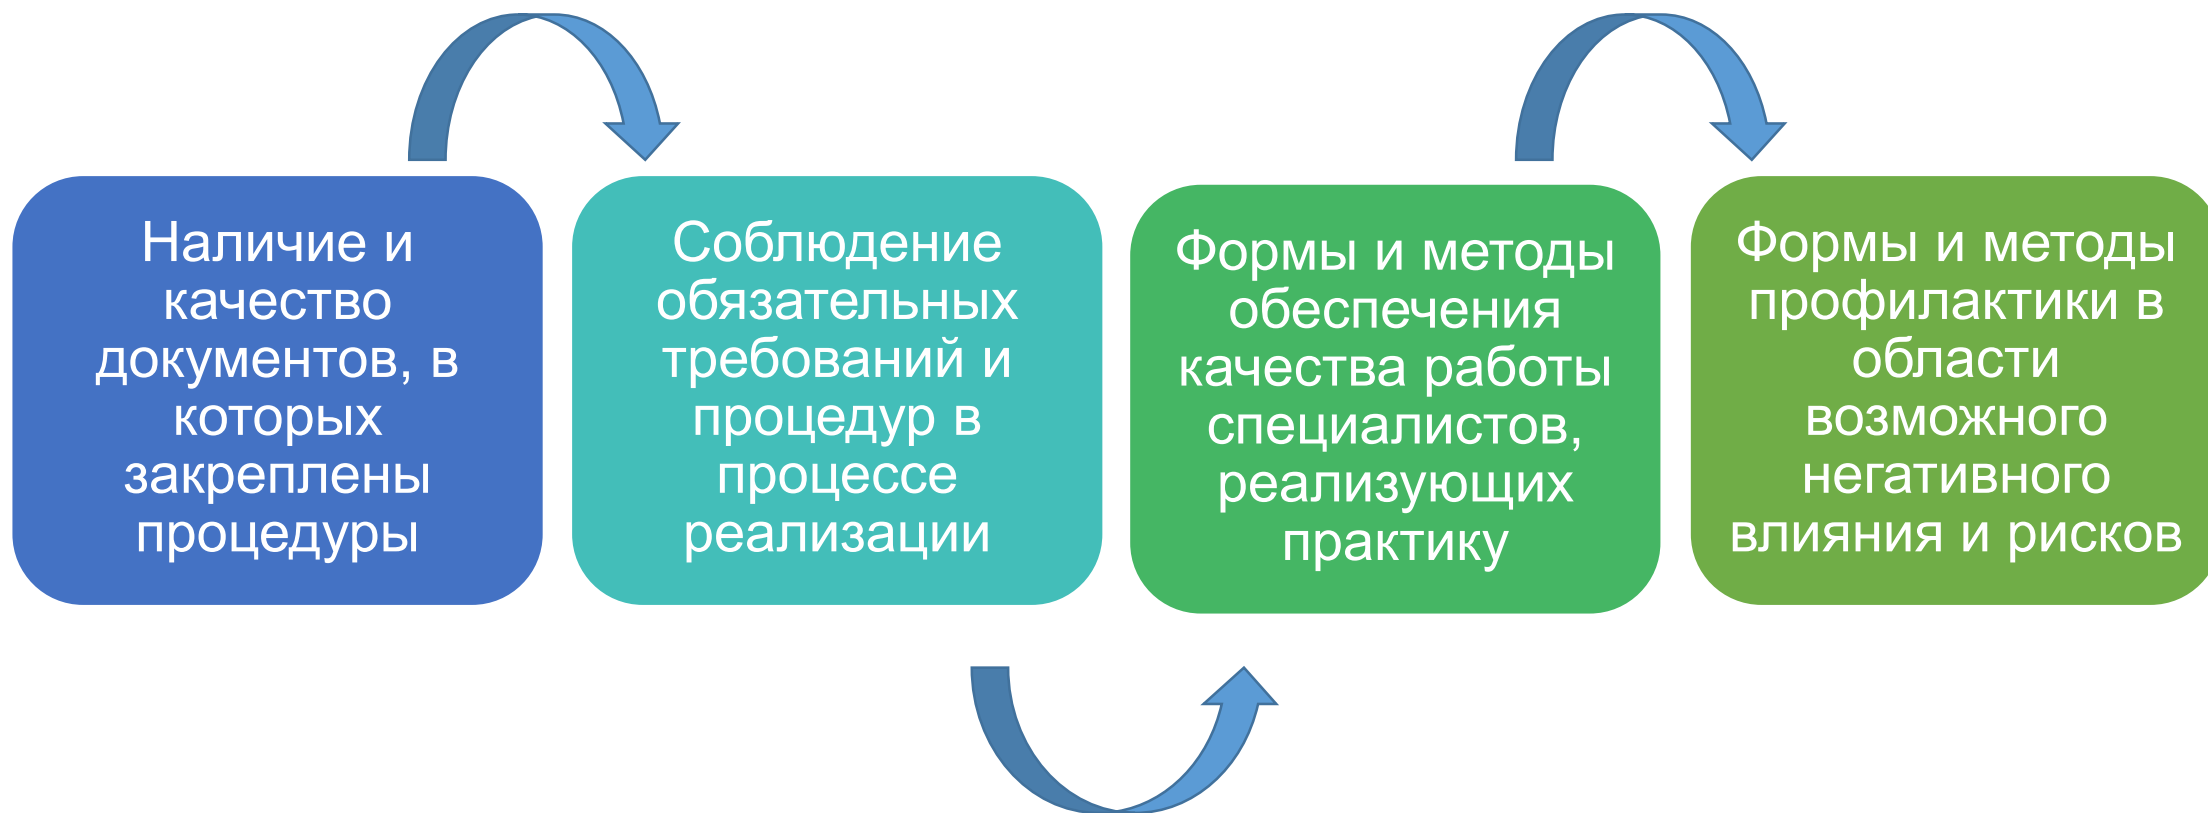 Наличие и
качество
документов, в
которых
закреплены
процедуры
Соблюдение
обязательных
требований и
процедур в
процессе
реализации
Формы и методы
обеспечения
качества работы
специалистов,
реализующих
практику
Формы и методы
профилактики в
области
возможного
негативного
влияния и рисков